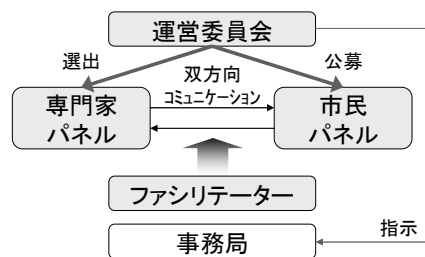 運営委員会
選出
公募
双方向
コミュニケーション
専門家
パネル
市民
パネル
ファシリテーター
事務局
指示